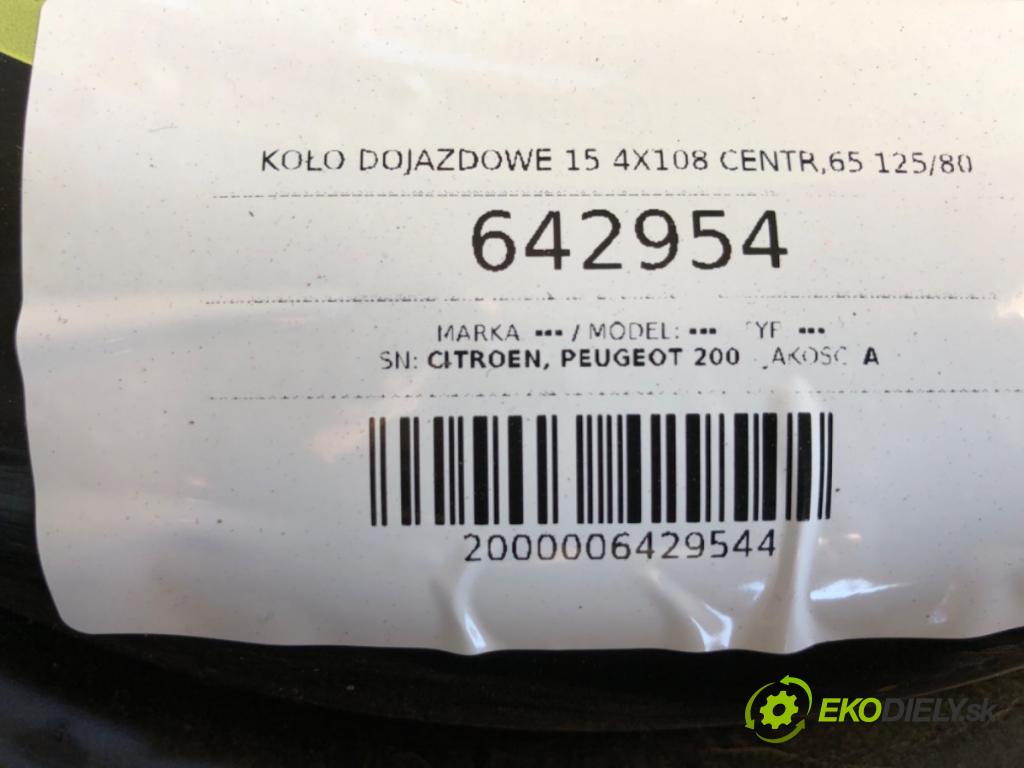 KOŁO DOJAZDOWE 15 4X108 CENTR,65 125/80
642954
MARKA: --- / MODEL: --- TYP: ---
SN: CITROEN, PEUGEOT 200 JAKOŚĆ A
2000006429544
EKODIELY.sk